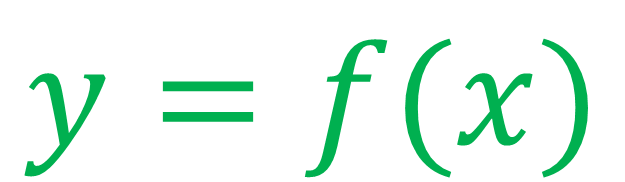 y = f(x)